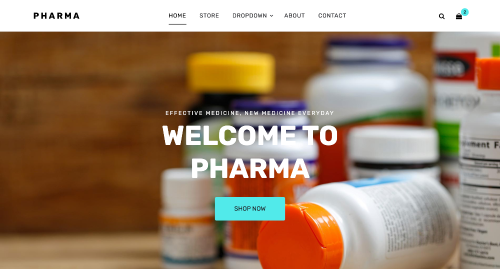 PHARMA
HOME STORE DROPDOWN ABOUT CONTACT
2
EFFECTIVE MEDICINE, NEW MEDICINE EVERYDAY
WELCOME TO
PHARMA
SHOP NOW